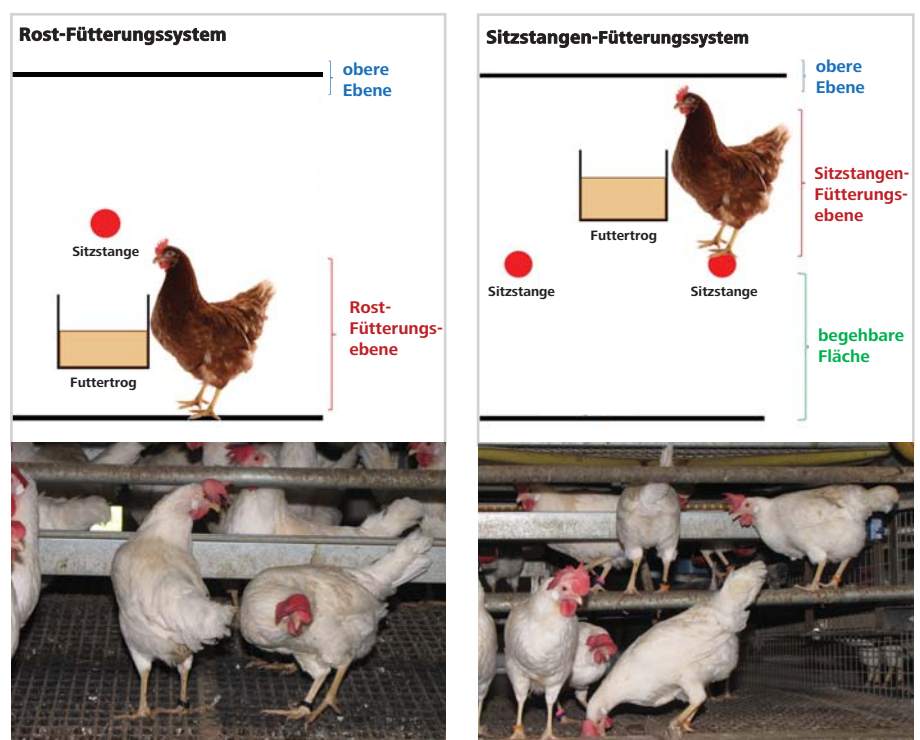 Rost-Fütterungssystem
obere
Ebene
Sitzstange
Rost-
Fütterungs-
ebene
Futtertrog
Sitzstangen-Fütterungssystem
obere
Ebene
Sitzstangen-
Fütterungs-
ebene
Futtertrog
Sitzstange
Sitzstange
begehbare
Fläche